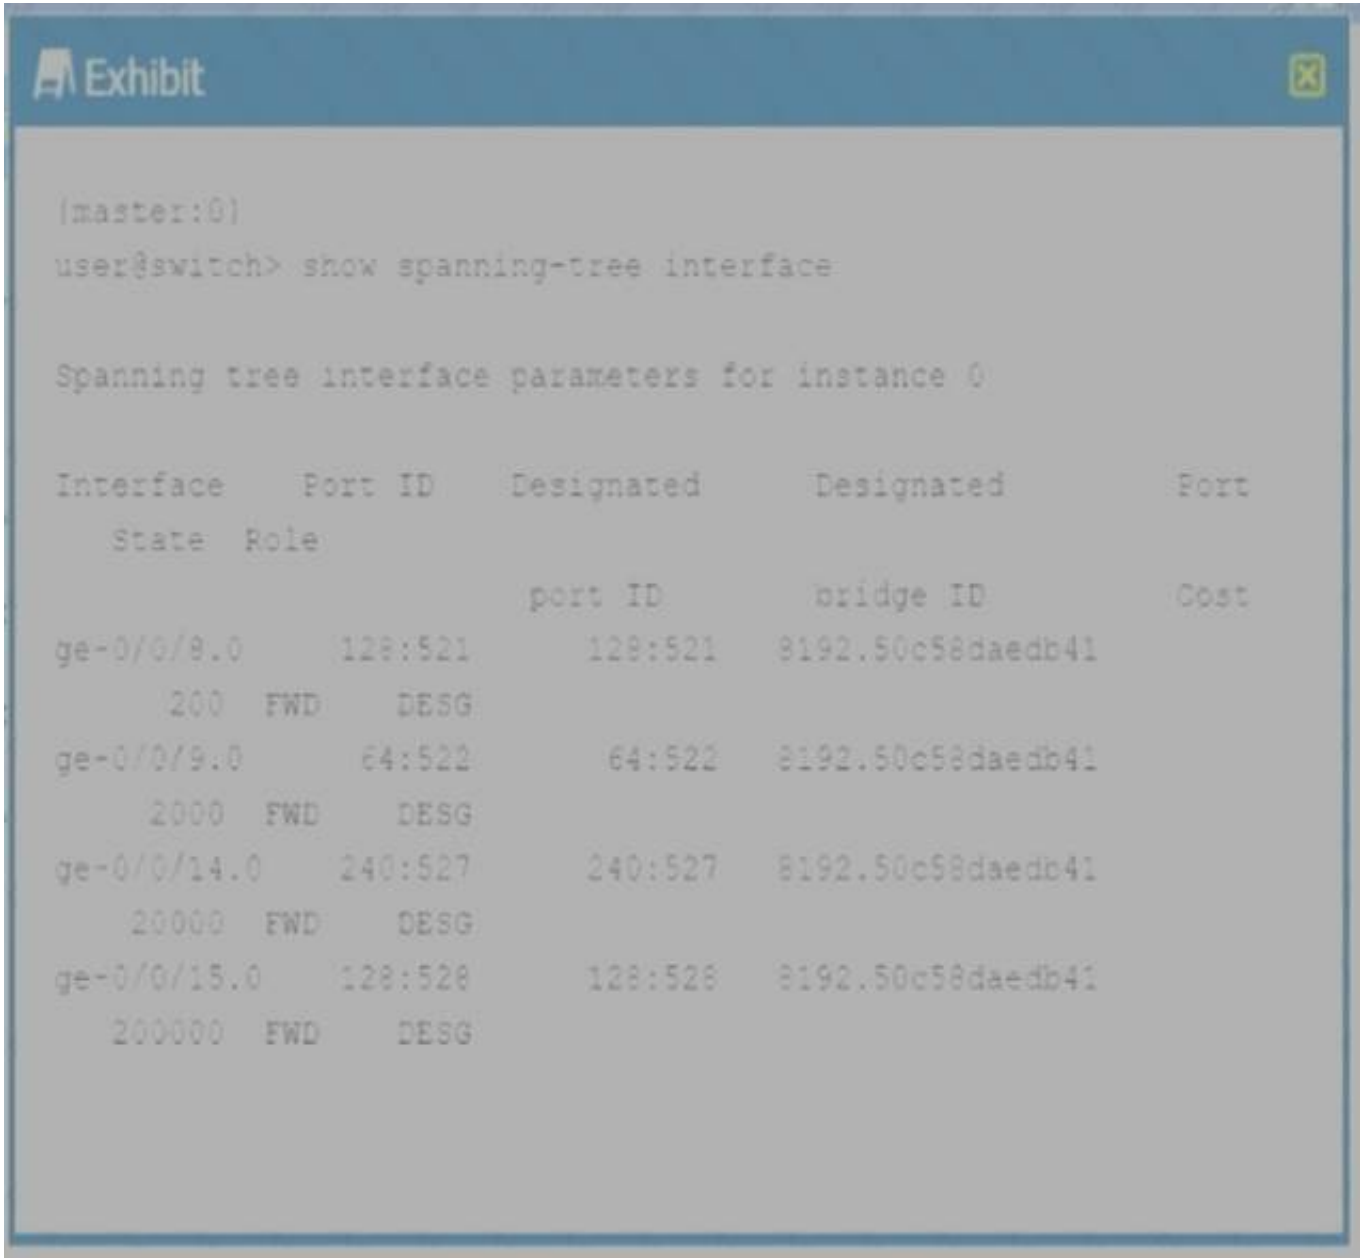 Exhibit
{master:0}
user@switch> show spanning-tree interface
Spanning tree interface parameters for instance 0
Interface Port ID Designated Designated Port
State Role
port ID bridge ID Cost
ge-0/0/8.0 128:521 128:521 8192.50c58daedb41
200 FWD DESG
ge-0/0/9.0 64:522 64:522 8192.50c58daedb41
2000 FWD DESG
ge-0/0/14.0 240:527 240:527 8192.50c58daedb41
20000 FWD DESG
ge-0/0/15.0 128:528 128:528 8192.50c58daedb41
200000 FWD DESG